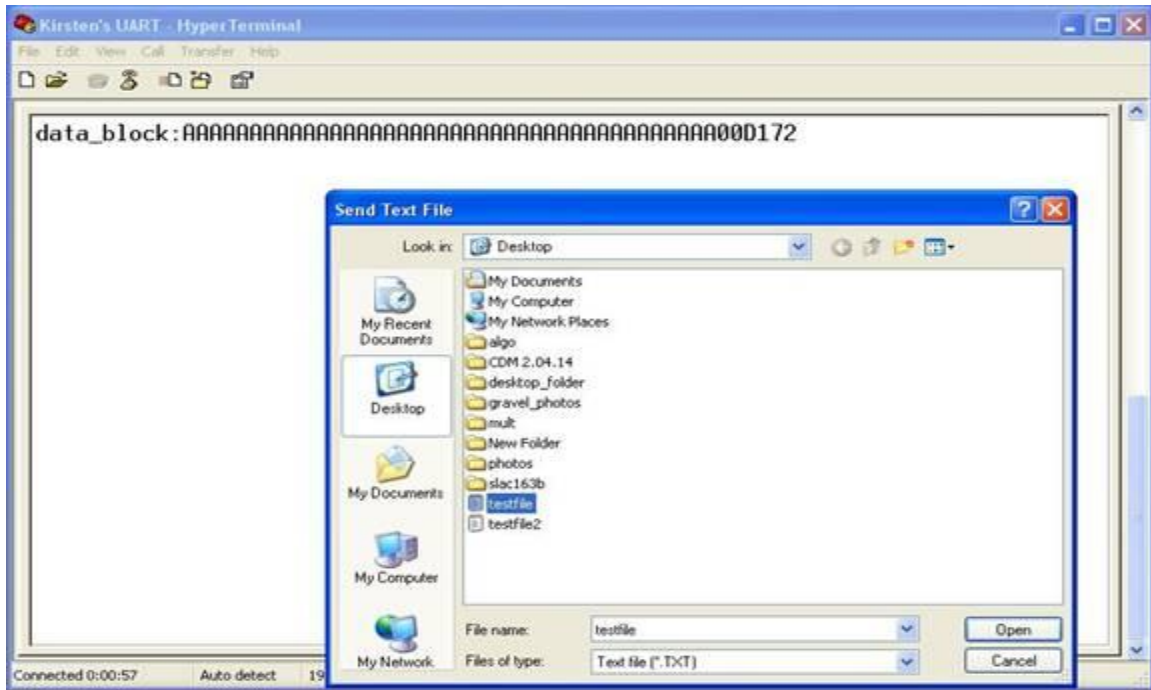 Kirsten's UART - HyperTerminal
File Edit View Call Transfer Help
data_block:AAAAAAAAAAAAAAAAAAAAAAAAAAAAAAAAAAAAAAAAAA00D172
Send Text File
Look in: Desktop
My Recent Documents
Desktop
My Documents
My Computer
My Network
My Documents
My Computer
My Network Places
algo
CDM 2.04.14
desktop_folder
gravel_photos
mult
New Folder
photos
slac163b
testfile
testfile2
File name: testfile Open
Files of type: Text file (*.TXT) Cancel
Connected 0:00:57 Auto detect 19